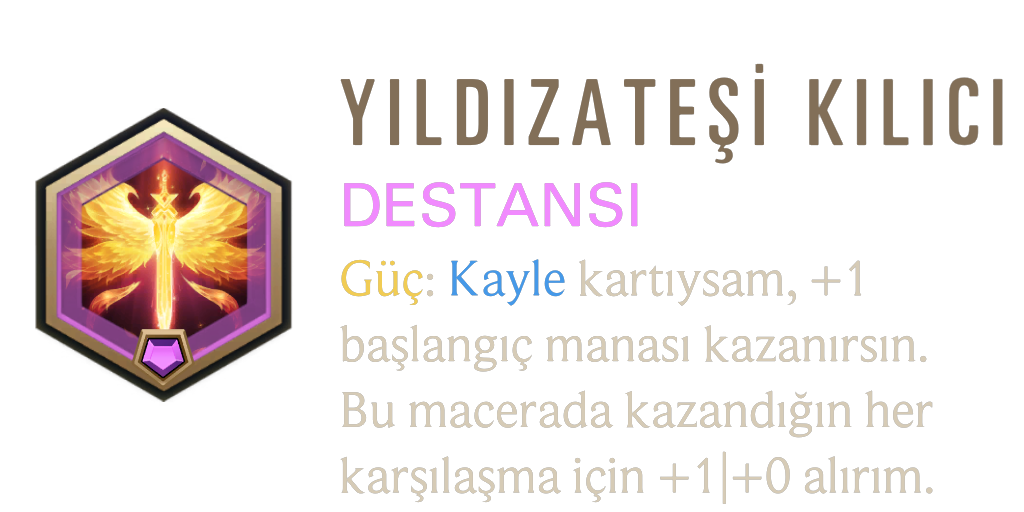 YILDIZATEŞİ KILICI
DESTANSI
Güç: Kayle kartıysam, +1
başlangıç manası kazanırsın.
Bu macerada kazandığın her
karşılaşma için +1|+0 alırım.